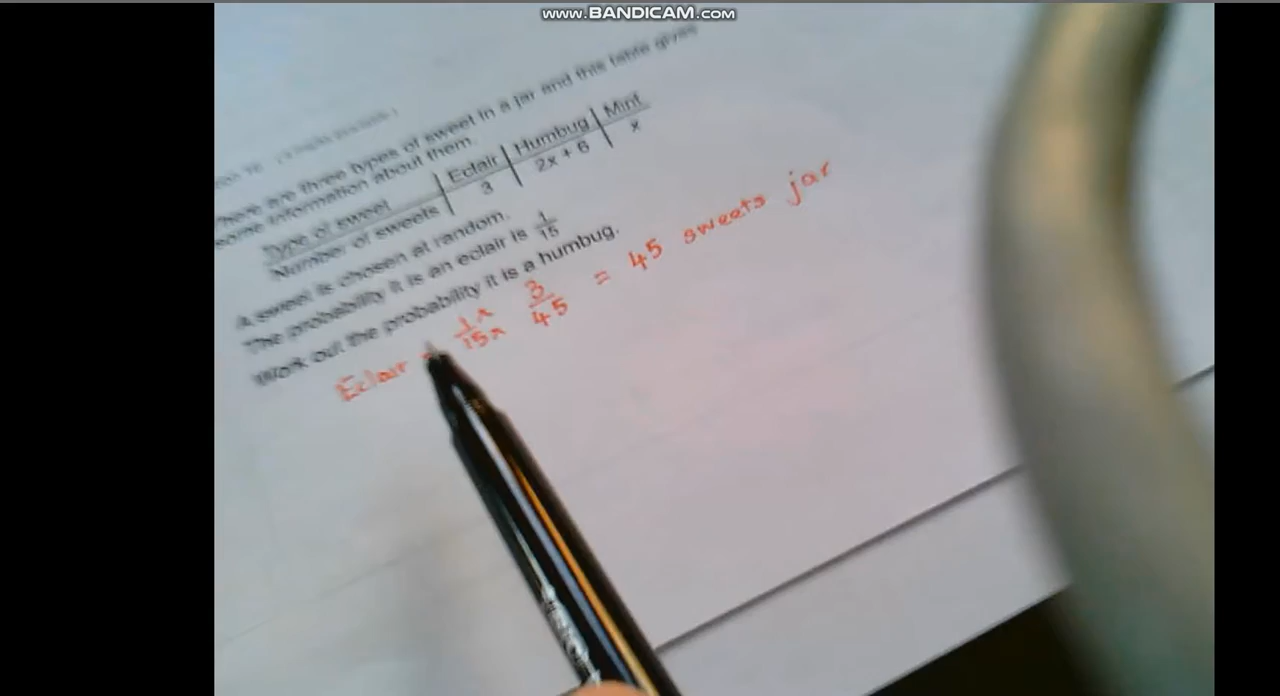 www.BANDICAM.com
There are three types of sweet in a jar and this table gives
some information about them.
Type of sweet Eclair Humbug Mint
Number of sweets 3 2x + 6 x
A sweet is chosen at random.
The probability it is an eclair is 1/15
Work out the probability it is a humbug.
Eclair = 1x/15x 3/45 = 45 sweets jar